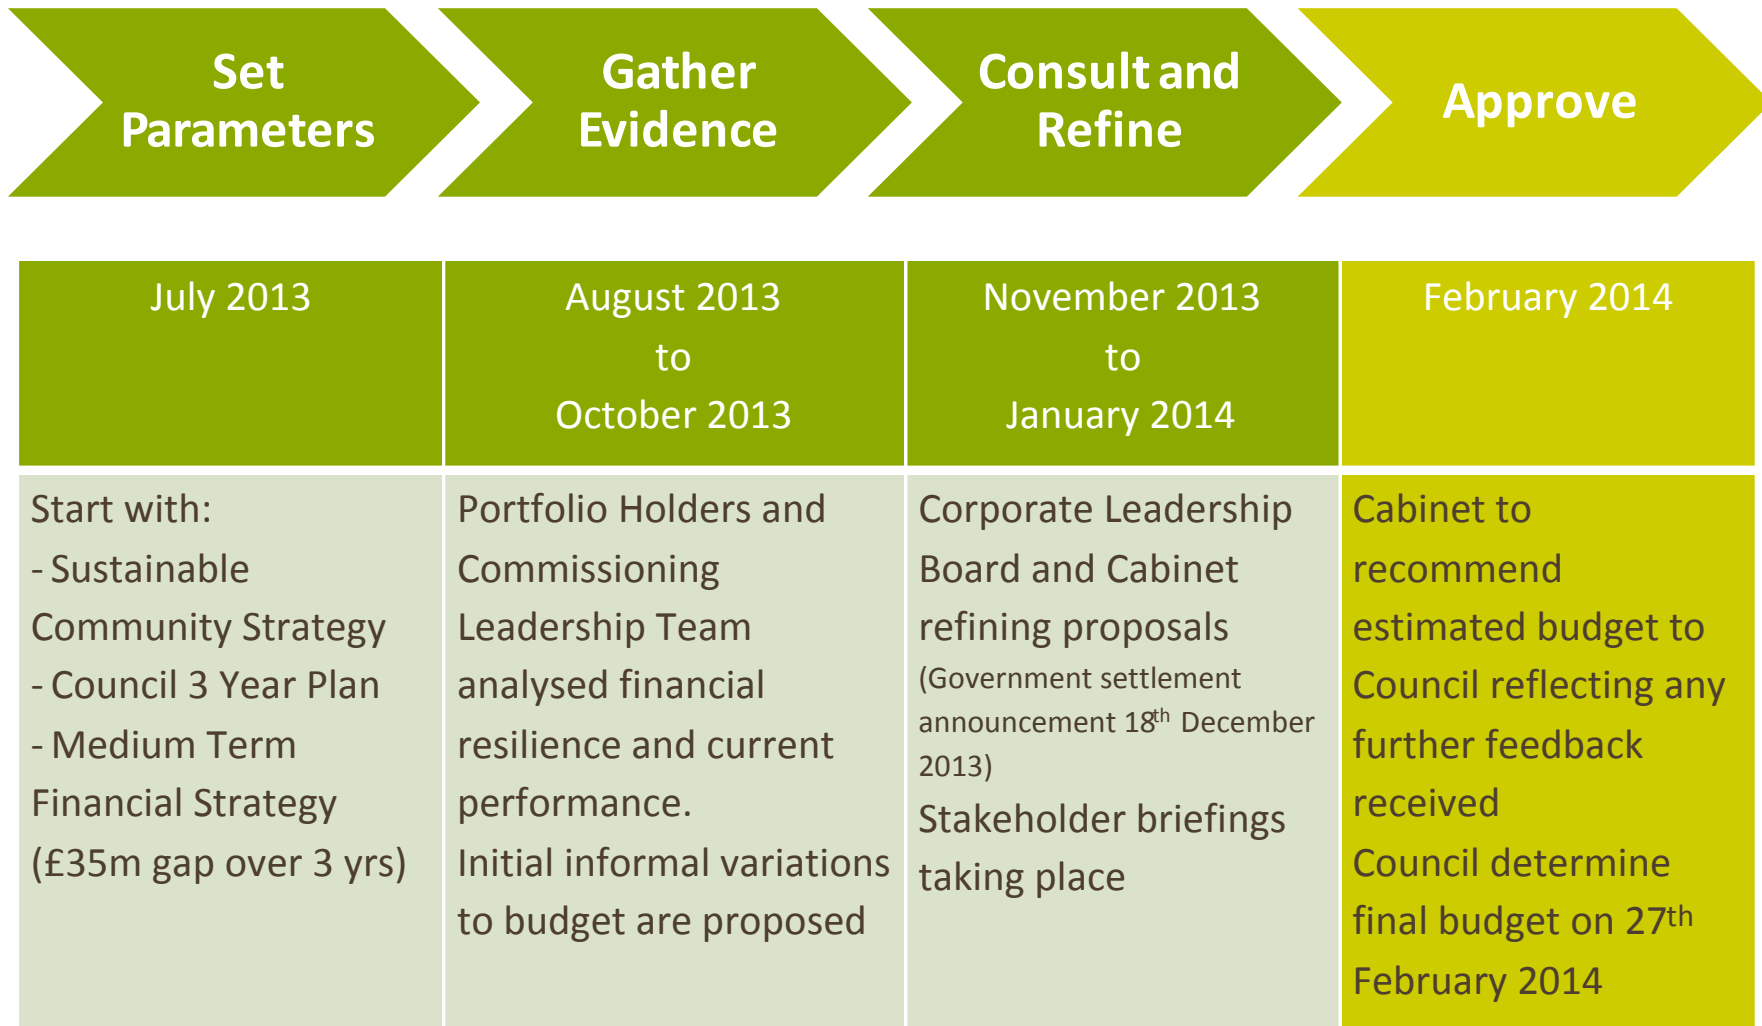 Set
Parameters
Gather
Evidence
Consult and
Refine
Approve
July 2013
August 2013
to
October 2013
November 2013
to
January 2014
February 2014
Start with:
- Sustainable
Community Strategy
- Council 3 Year Plan
- Medium Term
Financial Strategy
(£35m gap over 3 yrs)
Portfolio Holders and
Commissioning
Leadership Team
analysed financial
resilience and current
performance.
Initial informal variations
to budget are proposed
Corporate Leadership
Board and Cabinet
refining proposals
(Government settlement
announcement 18th December
2013)
Stakeholder briefings
taking place
Cabinet to
recommend
estimated budget to
Council reflecting any
further feedback
received
Council determine
final budget on 27th
February 2014